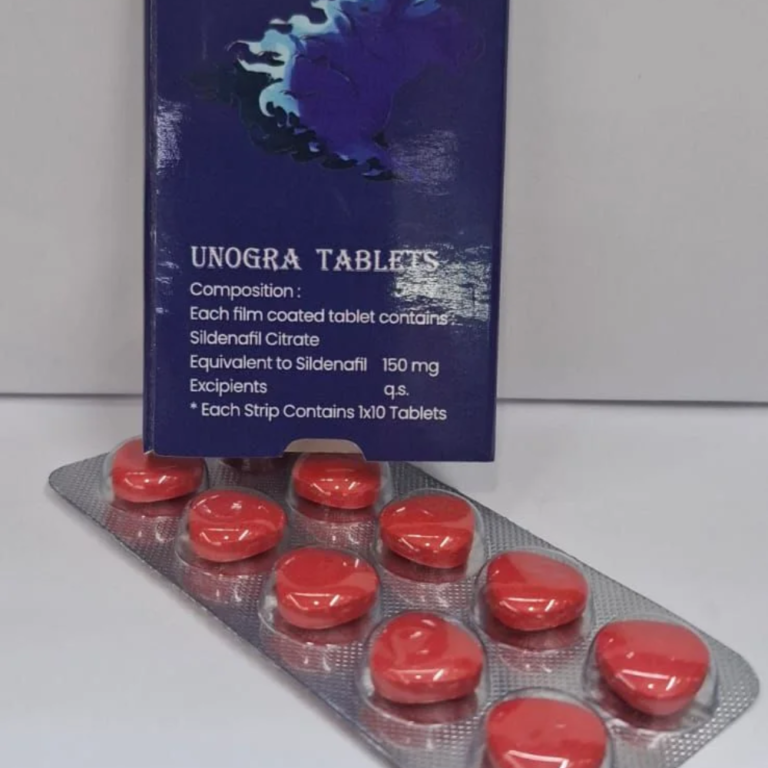 UNOGRA TABLETS
Composition :
Each film coated tablet contains :
Sildenafil Citrate
Equivalent to Sildenafil 150 mg
Excipients q.s.
* Each Strip Contains 1x10 Tablets